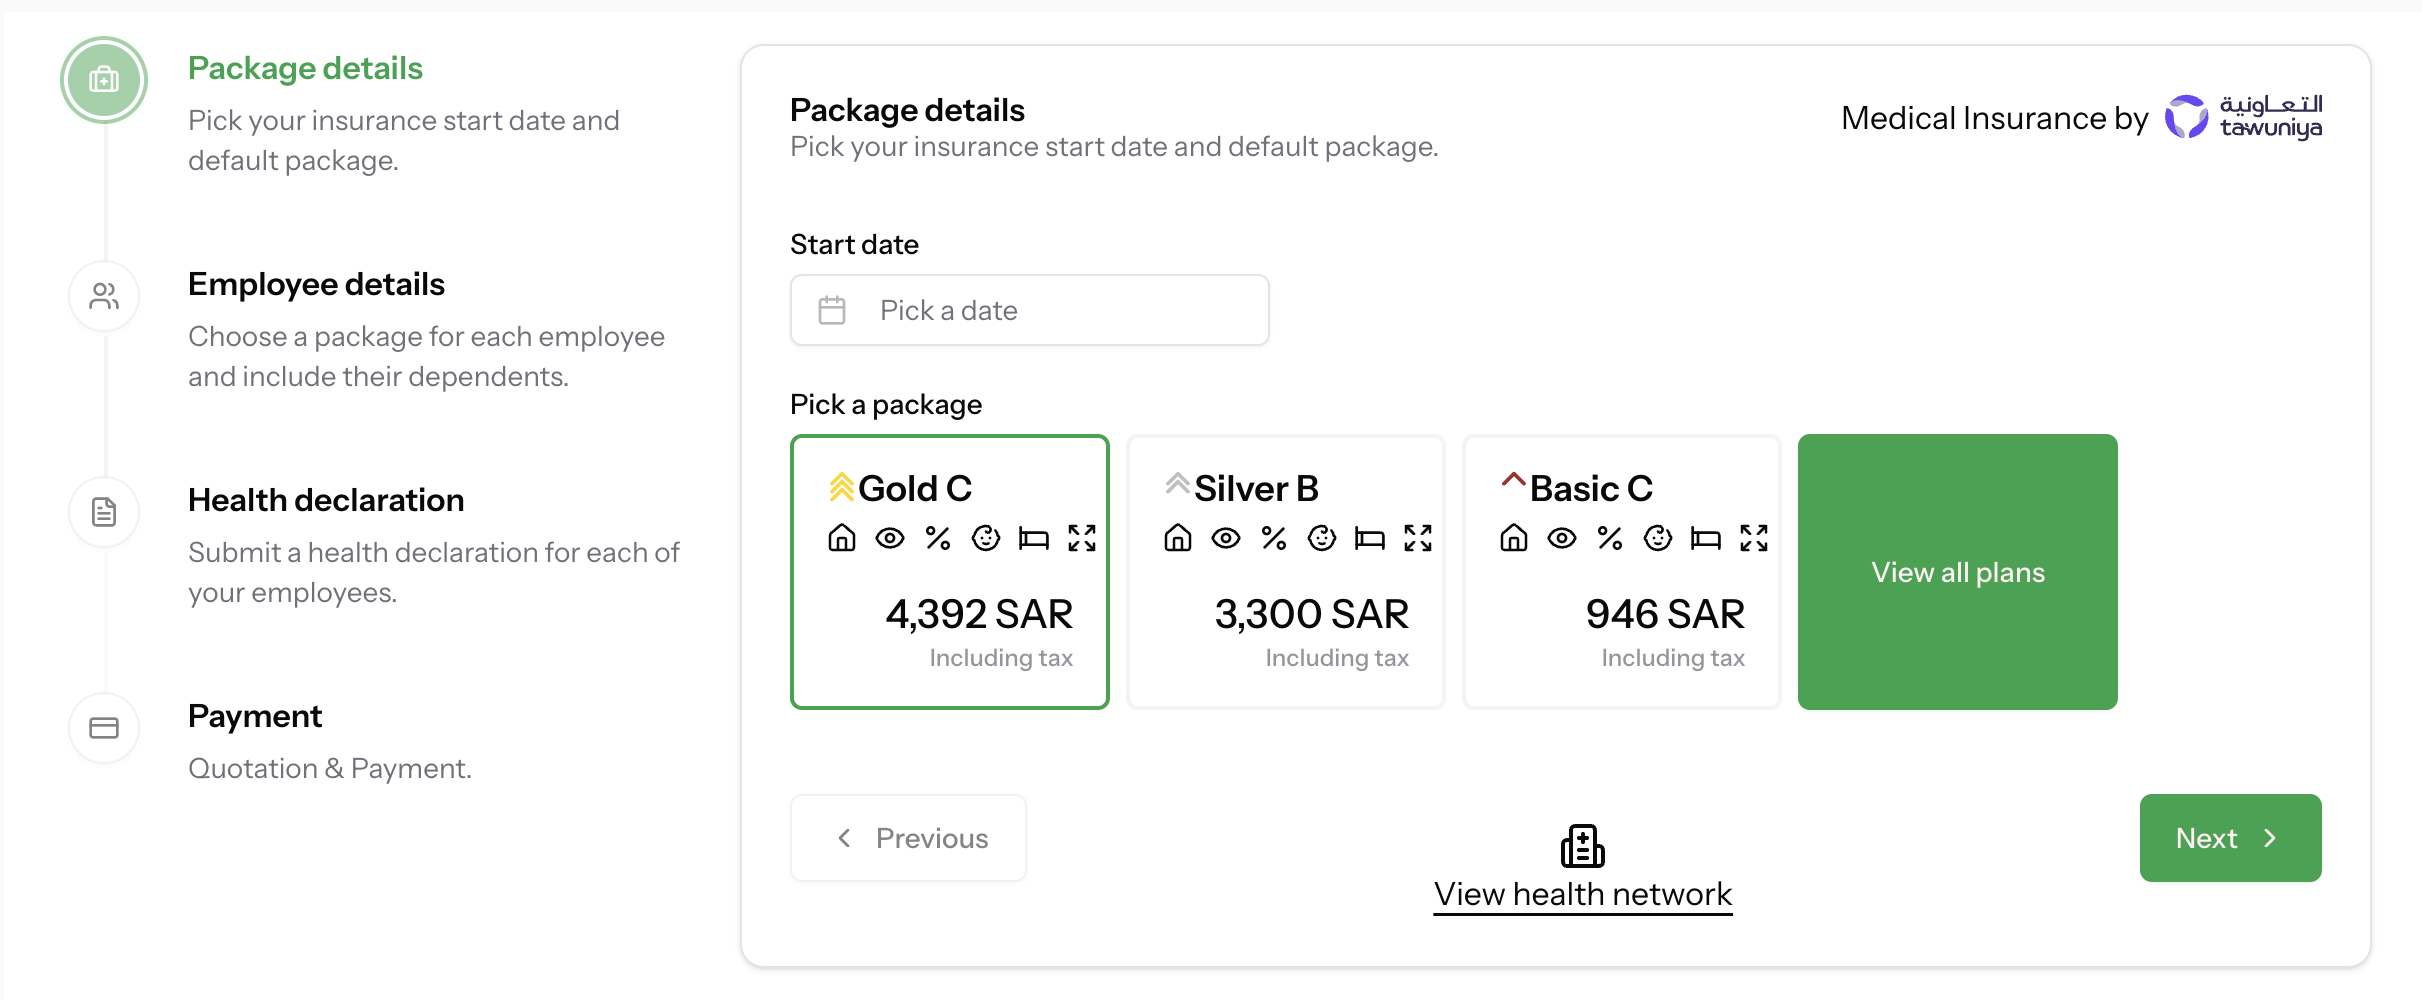 Package details
Pick your insurance start date and
default package.
Employee details
Choose a package for each employee
and include their dependents.
Health declaration
Submit a health declaration for each of
your employees.
Payment
Quotation & Payment.
Package details
Pick your insurance start date and default package.
Medical Insurance by
التعاونية
tawuniya
Start date
Pick a date
Pick a package
Gold C
4,392 SAR
Including tax
Silver B
3,300 SAR
Including tax
Basic C
946 SAR
Including tax
View all plans
Previous
View health network
Next